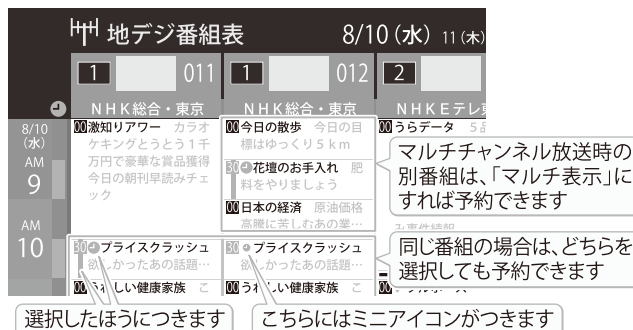 地デジ番組表 8/10(水) 11(木)
1 011 1 012 2
NHK総合・東京 NHK総合・東京 NHKEテレ東
8/10
(水)
AM
9
AM
10
00激知りアワー カラオ
ケキングとうとう1千
万円で豪華な賞品獲得
今日の朝刊早読みチェ
ック
30プライスクラッシュ
欲しかったあの話題…
00うれしい健康家族 こ
00今日の散歩 今日の目
標はゆっくり5km
30花壇のお手入れ 肥
料をやりましょう
00日本の経済 原油価格
高騰に苦しむあの業…
30プライスクラッシュ
欲しかったあの話題…
00うれしい健康家族 こ
00うらデータ 5
マルチチャンネル放送時の
別番組は、「マルチ表示」に
すれば予約できます
同じ番組の場合は、どちらを
選択しても予約できます
選択したほうにつきます
こちらにはミニアイコンがつきます